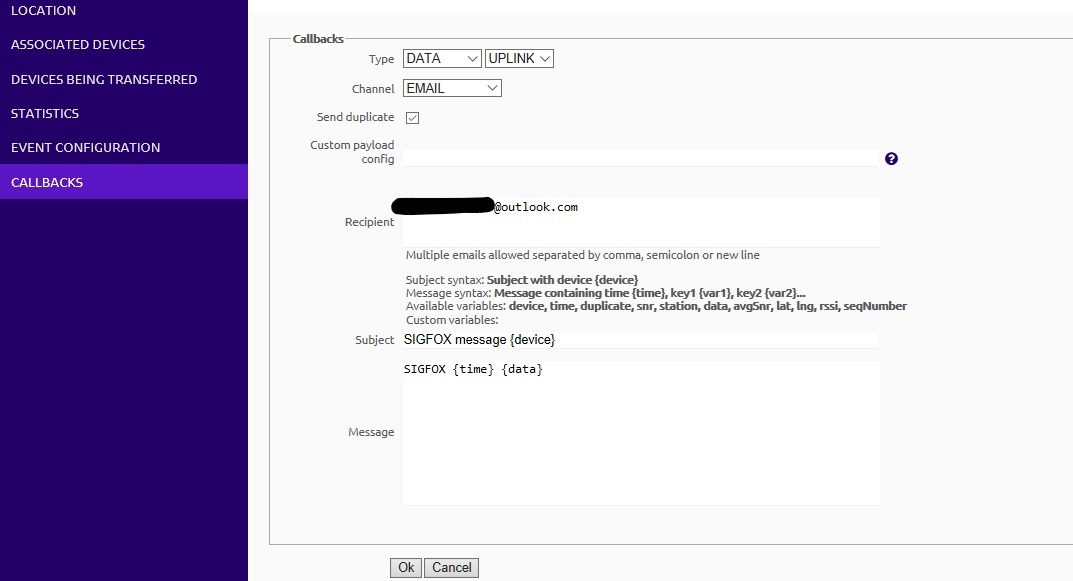 LOCATION
ASSOCIATED DEVICES
DEVICES BEING TRANSFERRED
STATISTICS
EVENT CONFIGURATION
CALLBACKS
Callbacks
Type DATA UPLINK
Channel EMAIL
Send duplicate
Custom payload
config ?
@outlook.com
Recipient
Multiple emails allowed separated by comma, semicolon or new line
Subject syntax: Subject with device {device}
Message syntax: Message containing time {time}, key1 {var1}, key2 {var2}...
Available variables: device, time, duplicate, snr, station, data, avgSnr, lat, lng, rssi, seqNumber
Custom variables:
Subject SIGFOX message {device}
SIGFOX {time} {data}
Message
Ok Cancel